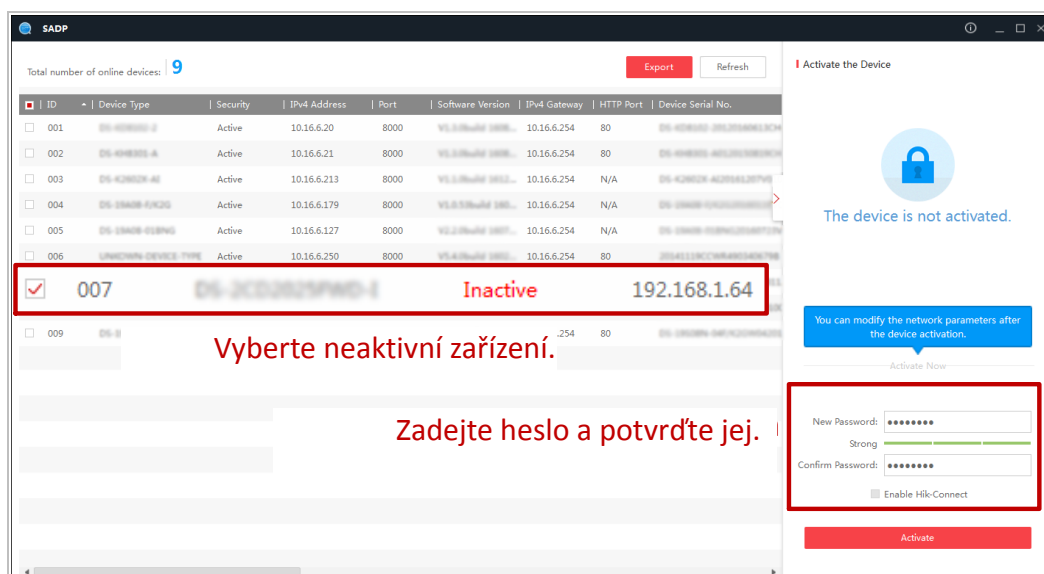 SADP
Total number of online devices: 9
Export
Refresh
ID Device Type Security IPv4 Address Port Software Version IPv4 Gateway HTTP Port Device Serial No.
001 Active 10.16.6.20 8000 10.16.6.254 80
002 Active 10.16.6.21 8000 10.16.6.254 80
003 Active 10.16.6.213 8000 10.16.6.254 N/A
004 Active 10.16.6.179 8000 10.16.6.254 N/A
005 Active 10.16.6.127 8000 10.16.6.254 N/A
006 Active 10.16.6.250 8000 10.16.6.254 80
007 Inactive 192.168.1.64
009 .254 80
Vyberte neaktivní zařízení.
Zadejte heslo a potvrďte jej.
Activate the Device
The device is not activated.
You can modify the network parameters after
the device activation.
Activate Now
New Password: ●●●●●●●●
Strong
Confirm Password: ●●●●●●●●
Enable Hik-Connect
Activate